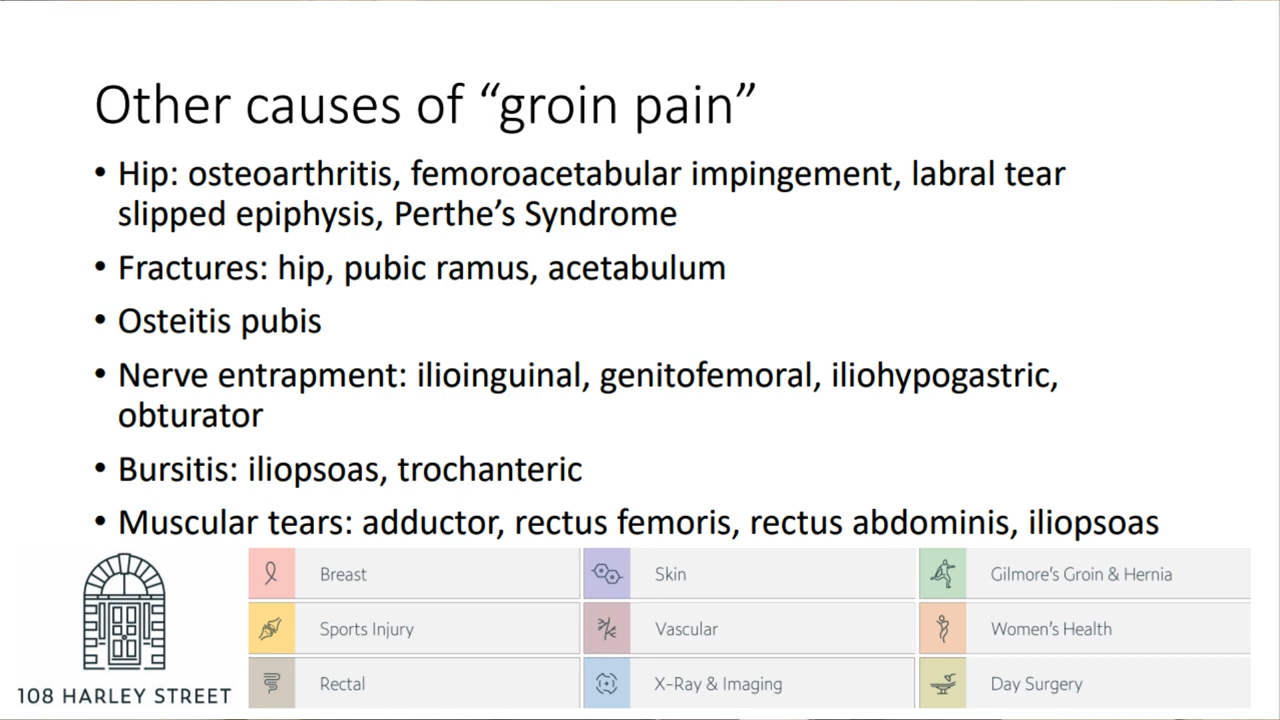 Other causes of “groin pain”
• Hip: osteoarthritis, femoroacetabular impingement, labral tear
slipped epiphysis, Perthe’s Syndrome
• Fractures: hip, pubic ramus, acetabulum
• Osteitis pubis
• Nerve entrapment: ilioinguinal, genitofemoral, iliohypogastric,
obturator
• Bursitis: iliopsoas, trochanteric
• Muscular tears: adductor, rectus femoris, rectus abdominis, iliopsoas
108 HARLEY STREET
Breast
Skin
Gilmore’s Groin & Hernia
Sports Injury
Vascular
Women’s Health
Rectal
X-Ray & Imaging
Day Surgery